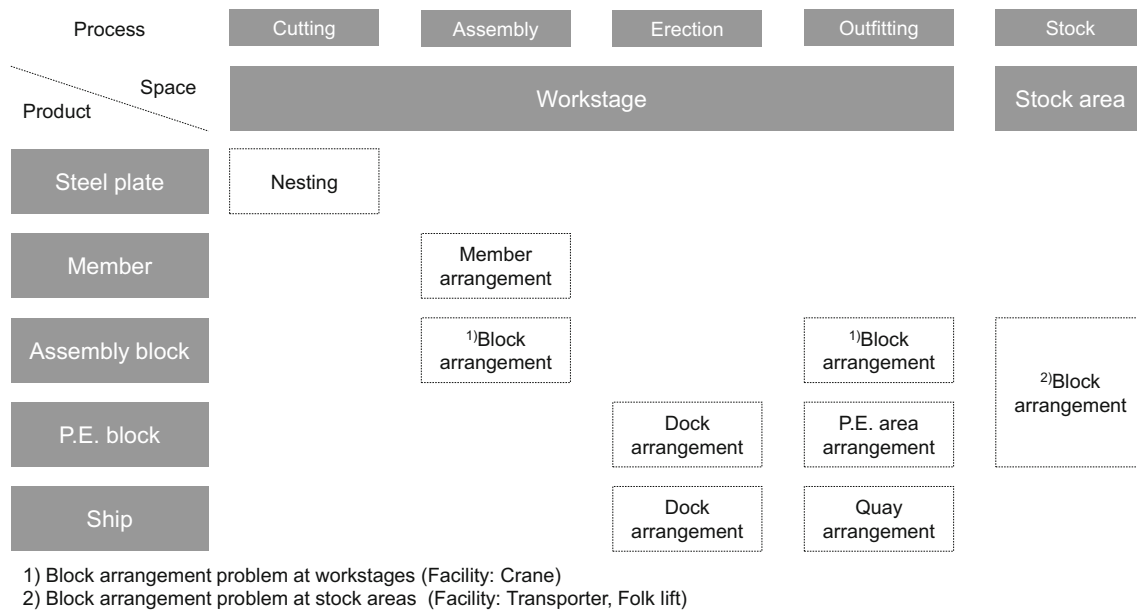 Process Cutting Assembly Erection Outfitting Stock
Space
Product
Workstage
Stock area
Steel plate
Nesting
Member
Member
arrangement
Assembly block
1)Block
arrangement
1)Block
arrangement
2)Block
arrangement
P.E. block
Dock
arrangement
P.E. area
arrangement
Ship
Dock
arrangement
Quay
arrangement
1) Block arrangement problem at workstages (Facility: Crane)
2) Block arrangement problem at stock areas (Facility: Transporter, Folk lift)